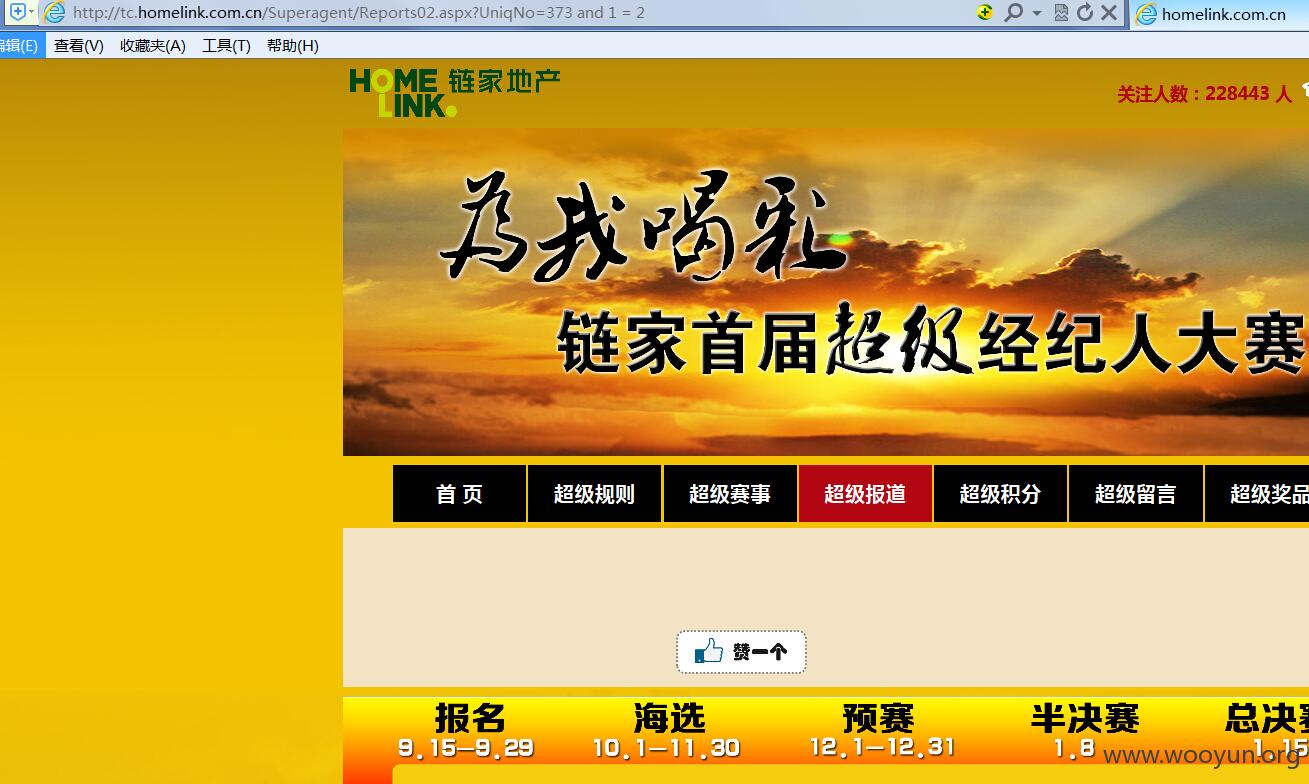 http://tc.homelink.com.cn/Superagent/Reports02.aspx?UniqNo=373 and 1 = 2
homelink.com.cn
编辑(E) 查看(V) 收藏夹(A) 工具(T) 帮助(H)
HOME LINK. 链家地产
关注人数：228443 人
为我喝彩
链家首届超级经纪人大赛
首 页 超级规则 超级赛事 超级报道 超级积分 超级留言 超级奖品
赞一个
报名 海选 预赛 半决赛 总决赛
9.15—9.29 10.1—11.30 12.1—12.31 1.8 1.15
www.wooyun.org